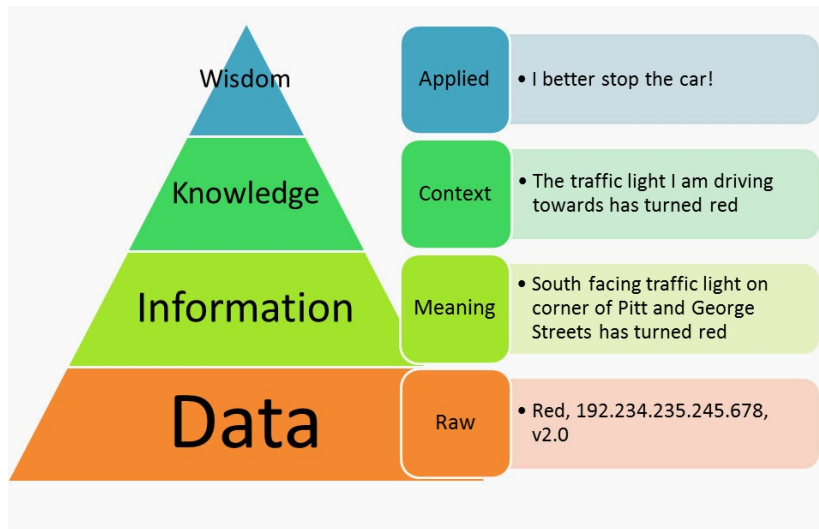 Wisdom
Applied
• I better stop the car!
Knowledge
Context
• The traffic light I am driving
towards has turned red
Information
Meaning
• South facing traffic light on
corner of Pitt and George
Streets has turned red
Data
Raw
• Red, 192.234.235.245.678,
v2.0